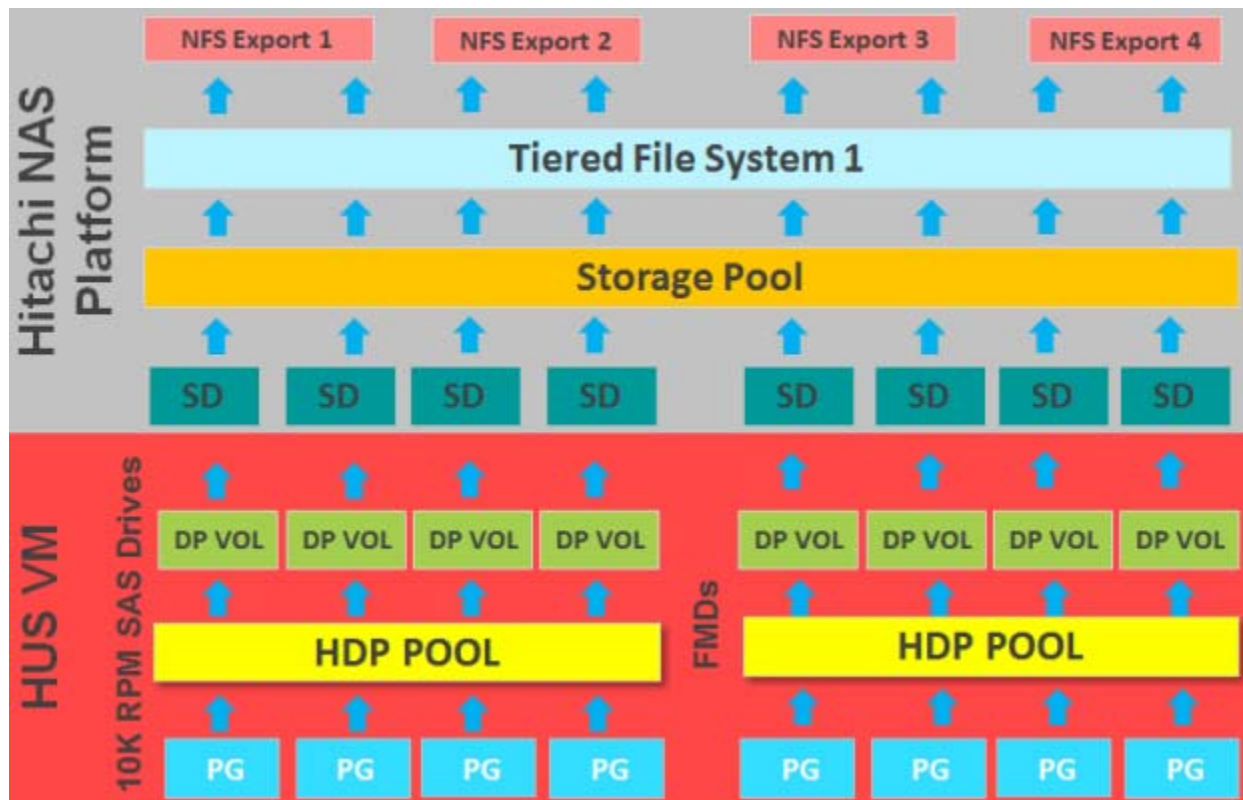 NFS Export 1
NFS Export 2
NFS Export 3
NFS Export 4
Hitachi NAS
Platform
Tiered File System 1
Storage Pool
SD
SD
SD
SD
SD
SD
SD
SD
HUS VM
10K RPM SAS Drives
DP VOL
DP VOL
DP VOL
DP VOL
FMDs
DP VOL
DP VOL
DP VOL
DP VOL
HDP POOL
HDP POOL
PG
PG
PG
PG
PG
PG
PG
PG